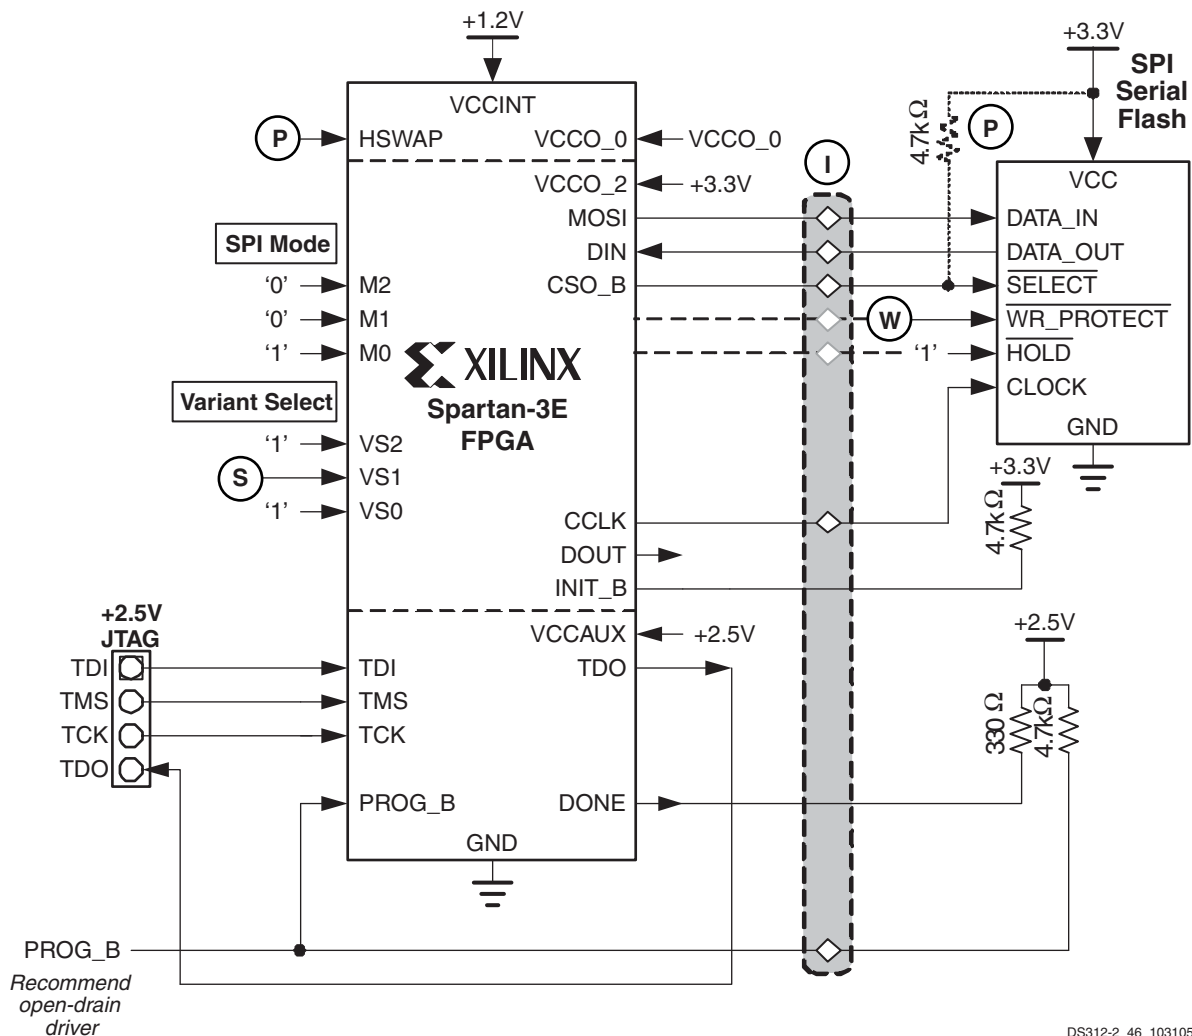 +1.2V
+3.3V
SPI
Serial
Flash
VCCINT
P
HSWAP
VCCO_0
VCCO_0
4.7kΩ
P
I
VCCO_2
+3.3V
VCC
MOSI
DATA_IN
SPI Mode
DIN
DATA_OUT
'0'
M2
CSO_B
SELECT
'0'
M1
W
WR_PROTECT
'1'
M0
'1'
HOLD
XILINX
CLOCK
Variant Select
Spartan-3E
FPGA
GND
'1'
VS2
+3.3V
S
VS1
'1'
VS0
4.7kΩ
CCLK
DOUT
INIT_B
+2.5V
JTAG
VCCAUX
+2.5V
+2.5V
TDI
TDI
TDO
TMS
TMS
330 Ω
4.7kΩ
TCK
TCK
TDO
PROG_B
DONE
GND
PROG_B
Recommend
open-drain
driver
DS312-2_46_103105